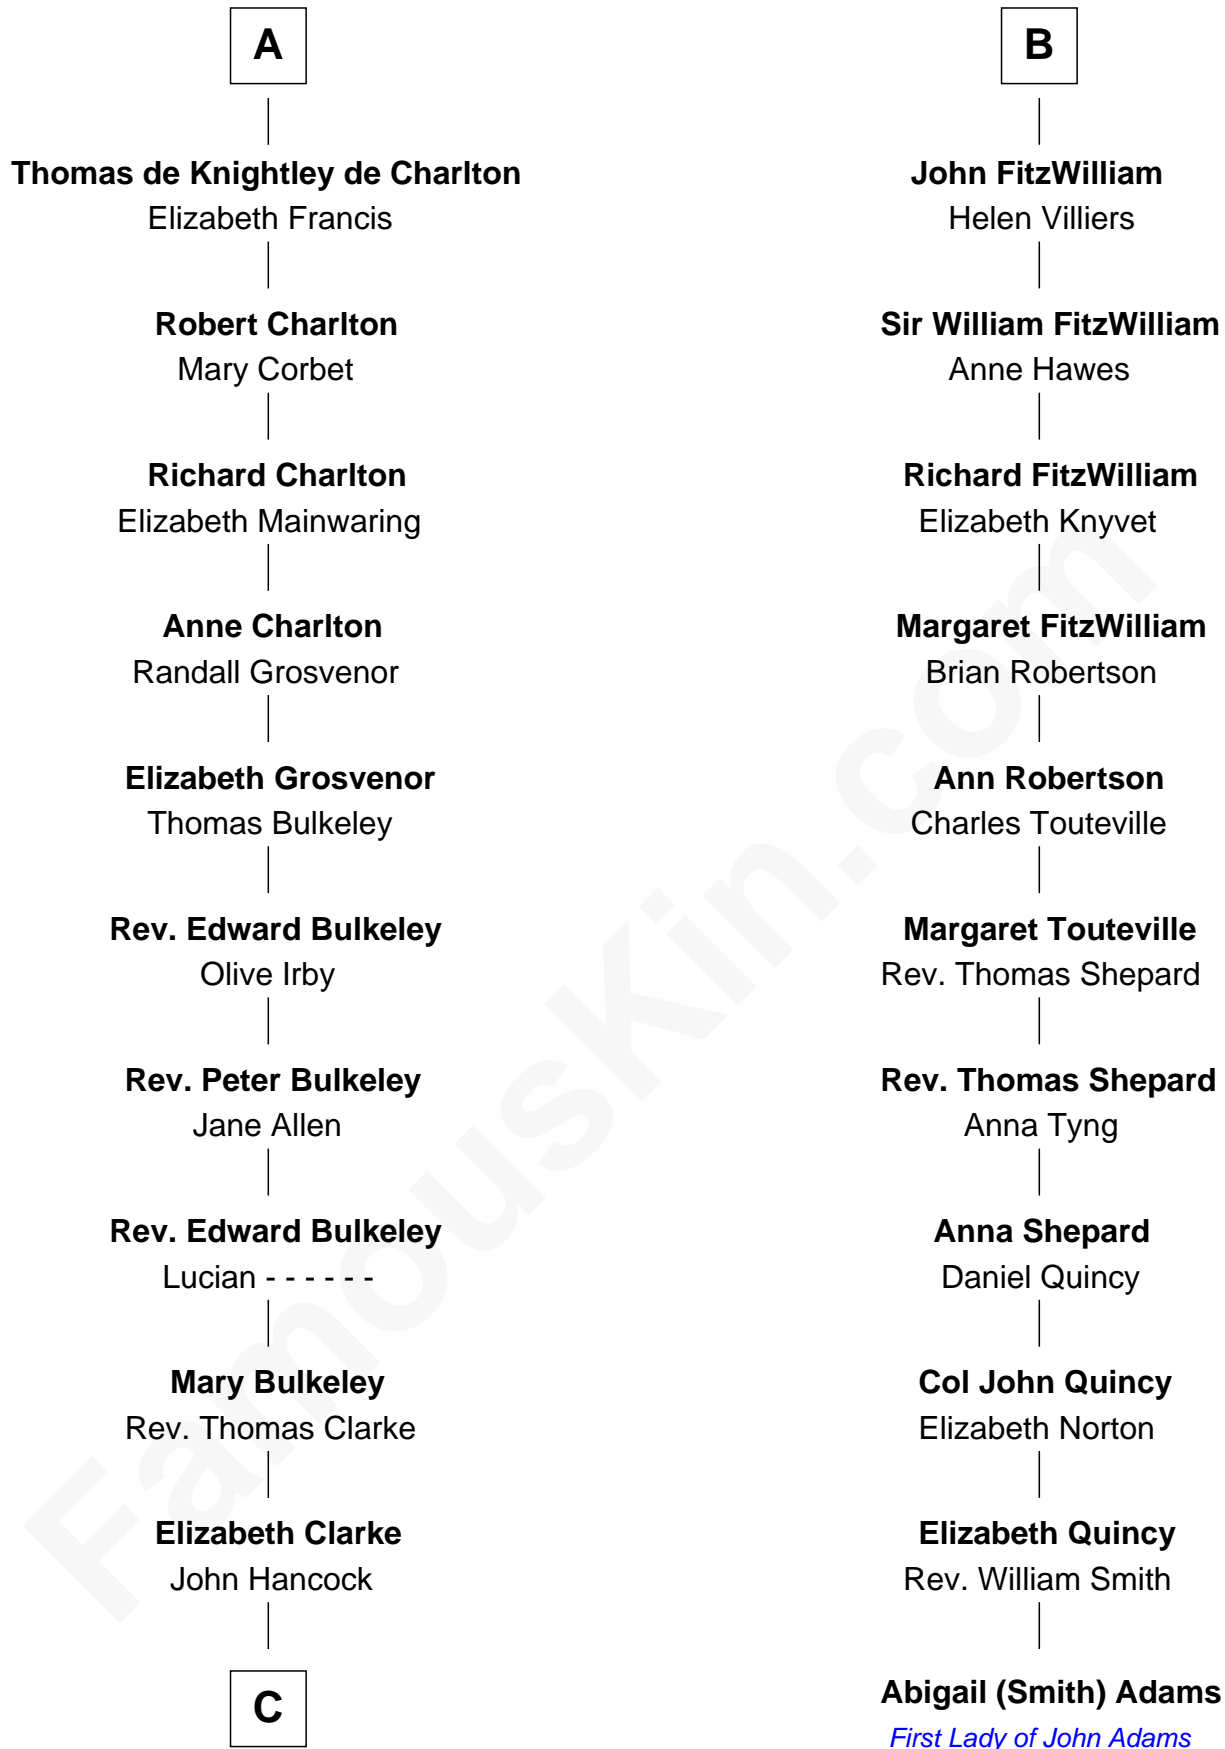 A
Thomas de Knightley de Charlton
Elizabeth Francis
Robert Charlton
Mary Corbet
Richard Charlton
Elizabeth Mainwaring
Anne Charlton
Randall Grosvenor
Elizabeth Grosvenor
Thomas Bulkeley
Rev. Edward Bulkeley
Olive Irby
Rev. Peter Bulkeley
Jane Allen
Rev. Edward Bulkeley
Lucian - - - - - -
Mary Bulkeley
Rev. Thomas Clarke
Elizabeth Clarke
John Hancock
C
B
John FitzWilliam
Helen Villiers
Sir William FitzWilliam
Anne Hawes
Richard FitzWilliam
Elizabeth Knyvet
Margaret FitzWilliam
Brian Robertson
Ann Robertson
Charles Touteville
Margaret Touteville
Rev. Thomas Shepard
Rev. Thomas Shepard
Anna Tyng
Anna Shepard
Daniel Quincy
Col John Quincy
Elizabeth Norton
Elizabeth Quincy
Rev. William Smith
Abigail (Smith) Adams
First Lady of John Adams
FamousKin.com